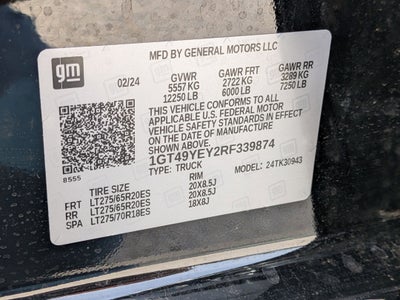 gm
MFD BY GENERAL MOTORS LLC
02/24 GVWR GAWR FRT GAWR RR
5557 KG 2722 KG 3289 KG
12250 LB 6000 LB 7250 LB
THIS VEHICLE CONFORMS TO ALL
APPLICABLE U.S. FEDERAL MOTOR
VEHICLE SAFETY STANDARDS IN EFFECT
ON THE DATE OF MANUFACTURE SHOWN ABOVE.
1GT49YEY2RF339874
TYPE: TRUCK 24TK30943
8555
TIRE SIZE RIM
FRT LT275/65R20ES 20X8.5J
RR LT275/65R20ES 20X8.5J
SPA LT275/70R18ES 18X8J